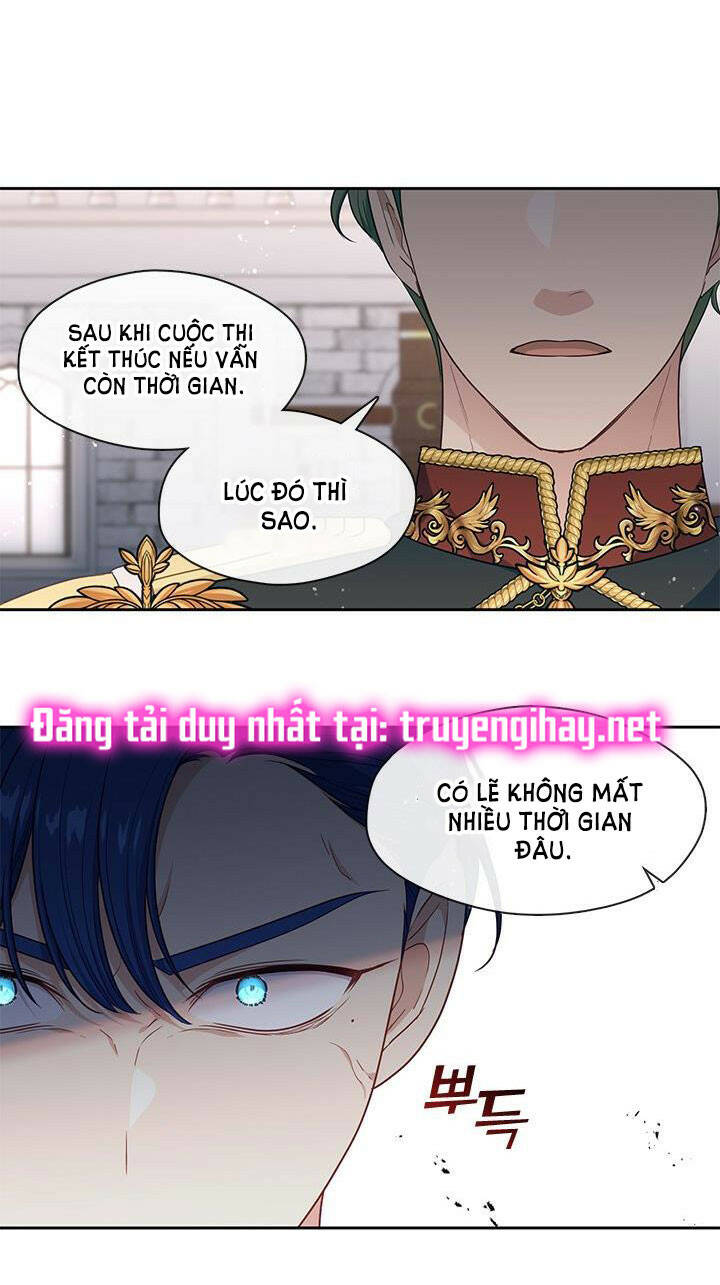 SAU KHI CUỘC THI
KẾT THÚC NẾU VẪN
CÒN THỜI GIAN.
LÚC ĐÓ THÌ
SAO.
Đăng tải duy nhất tại: truyengihay.net
CÓ LẼ KHÔNG MẤT
NHIỀU THỜI GIAN
ĐÂU.
뿌득